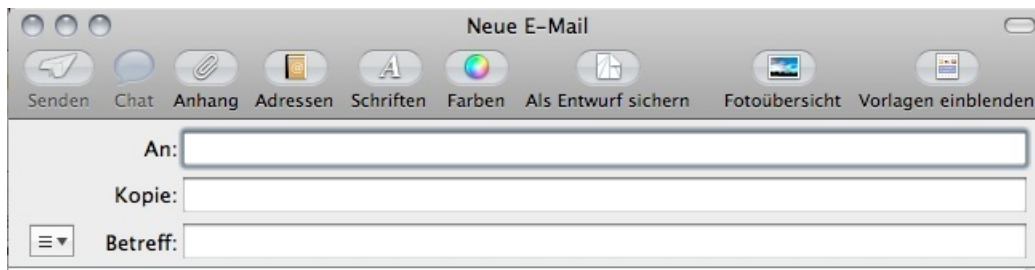 Neue E-Mail
Senden Chat Anhang Adressen Schriften Farben Als Entwurf sichern Fotoübersicht Vorlagen einblenden
An:
Kopie:
Betreff: